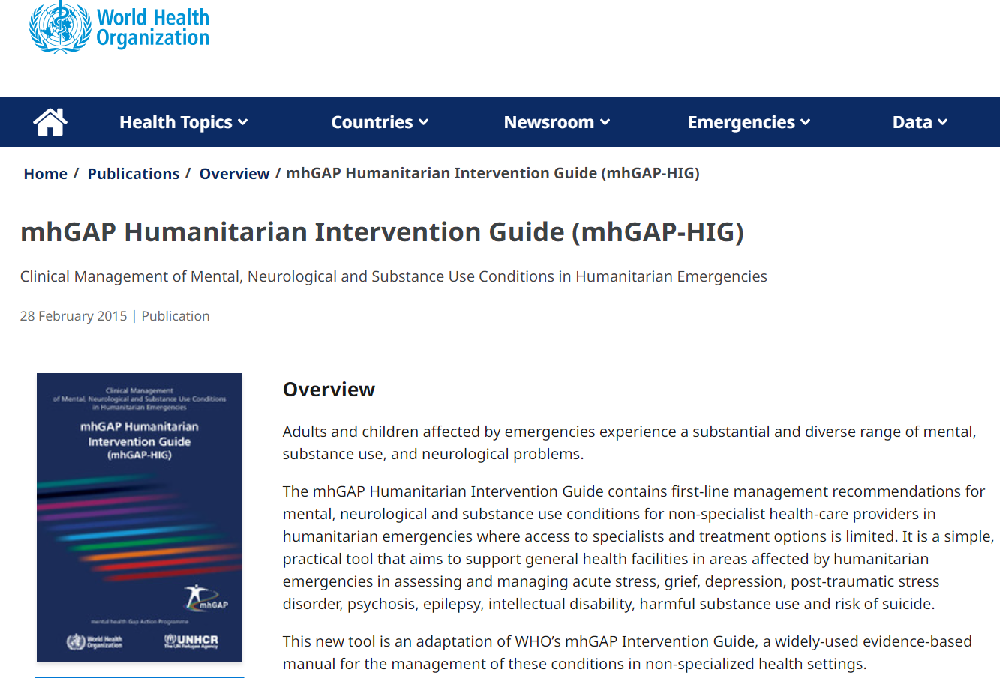 World Health
Organization
Health Topics
Countries
Newsroom
Emergencies
Data
Home / Publications / Overview / mhGAP Humanitarian Intervention Guide (mhGAP-HIG)
mhGAP Humanitarian Intervention Guide (mhGAP-HIG)
Clinical Management of Mental, Neurological and Substance Use Conditions in Humanitarian Emergencies
28 February 2015 | Publication
Clinical Management
of Mental, Neurological and Substance Use Conditions
in Humanitarian Emergencies
mhGAP Humanitarian
Intervention Guide
(mhGAP-HIG)
mhGAP
mental health Gap Action Programme
World Health
Organization
UNHCR
The UN Refugee Agency
Overview
Adults and children affected by emergencies experience a substantial and diverse range of mental,
substance use, and neurological problems.
The mhGAP Humanitarian Intervention Guide contains first-line management recommendations for
mental, neurological and substance use conditions for non-specialist health-care providers in
humanitarian emergencies where access to specialists and treatment options is limited. It is a simple,
practical tool that aims to support general health facilities in areas affected by humanitarian
emergencies in assessing and managing acute stress, grief, depression, post-traumatic stress
disorder, psychosis, epilepsy, intellectual disability, harmful substance use and risk of suicide.
This new tool is an adaptation of WHO’s mhGAP Intervention Guide, a widely-used evidence-based
manual for the management of these conditions in non-specialized health settings.